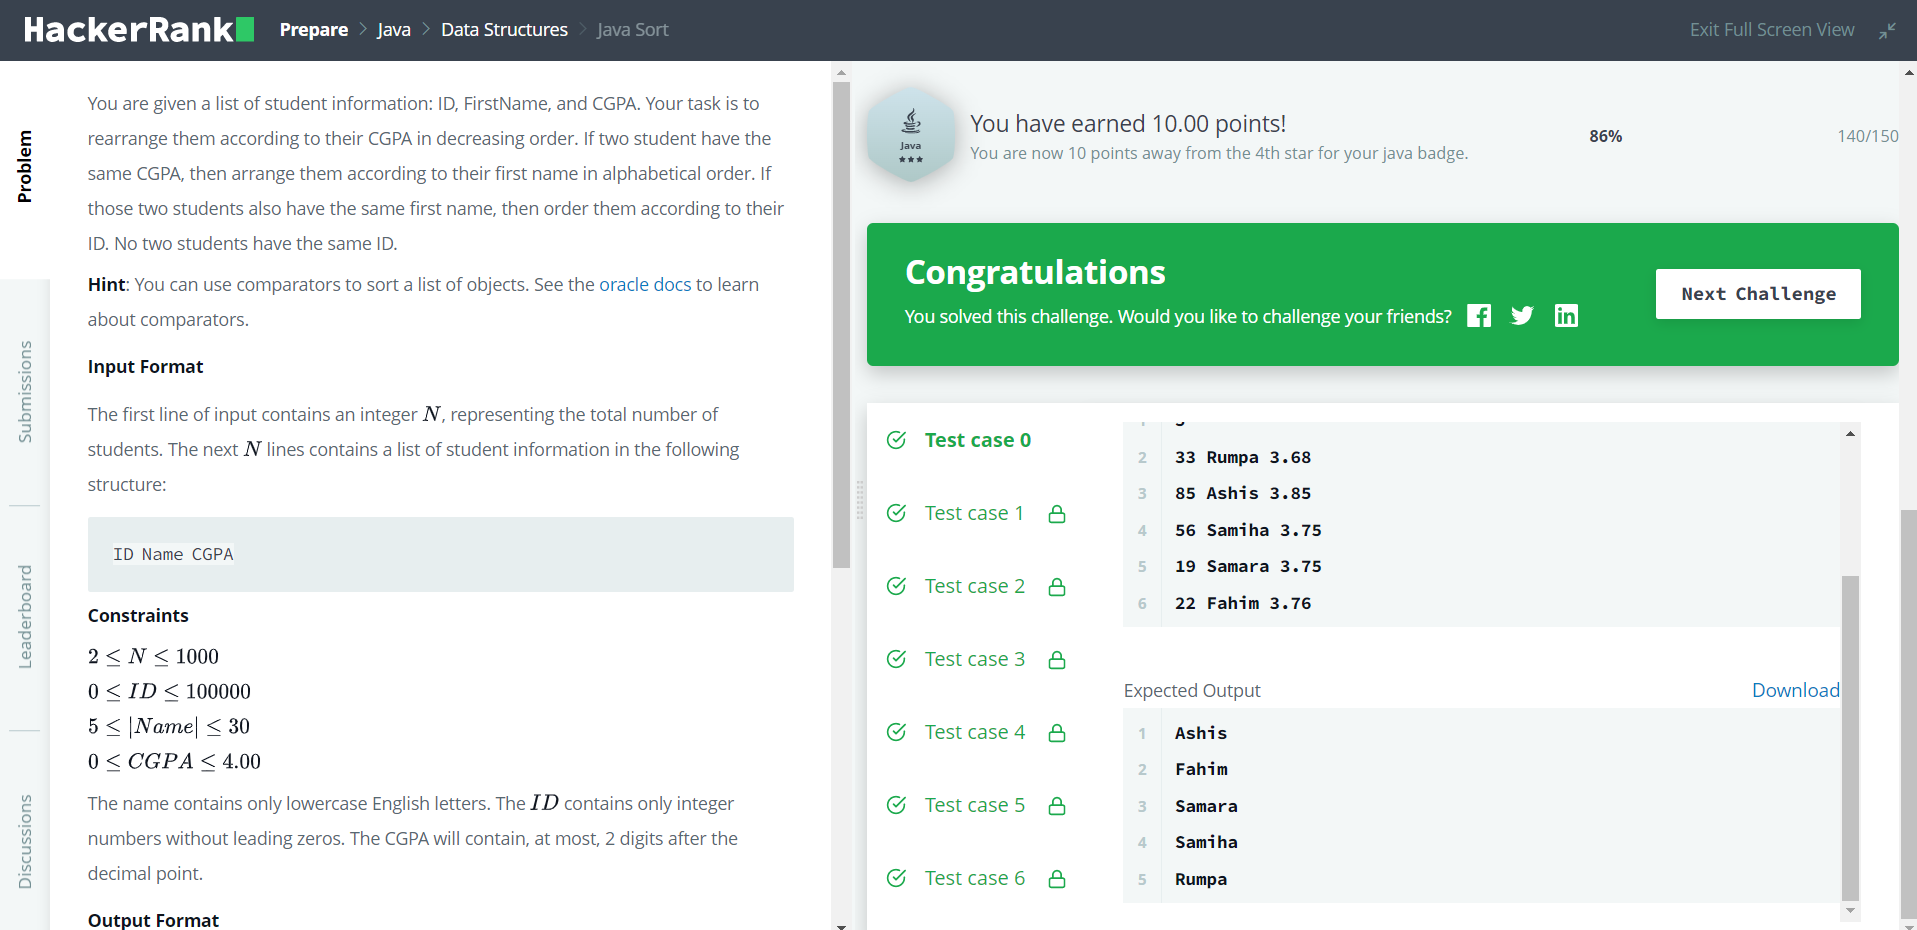 HackerRank
Prepare > Java > Data Structures > Java Sort
Exit Full Screen View
Problem
Submissions
Leaderboard
Discussions
You are given a list of student information: ID, FirstName, and CGPA. Your task is to
rearrange them according to their CGPA in decreasing order. If two student have the
same CGPA, then arrange them according to their first name in alphabetical order. If
those two students also have the same first name, then order them according to their
ID. No two students have the same ID.
Hint: You can use comparators to sort a list of objects. See the oracle docs to learn
about comparators.
Input Format
The first line of input contains an integer N, representing the total number of
students. The next N lines contains a list of student information in the following
structure:
ID Name CGPA
Constraints
2 ≤ N ≤ 1000
0 ≤ ID ≤ 100000
5 ≤ |Name| ≤ 30
0 ≤ CGPA ≤ 4.00
The name contains only lowercase English letters. The ID contains only integer
numbers without leading zeros. The CGPA will contain, at most, 2 digits after the
decimal point.
Output Format
Java
You have earned 10.00 points!
You are now 10 points away from the 4th star for your java badge.
86%
140/150
Congratulations
You solved this challenge. Would you like to challenge your friends?
Next Challenge
Test case 0
Test case 1
Test case 2
Test case 3
Test case 4
Test case 5
Test case 6
2 33 Rumpa 3.68
3 85 Ashis 3.85
4 56 Samiha 3.75
5 19 Samara 3.75
6 22 Fahim 3.76
Expected Output
Download
1 Ashis
2 Fahim
3 Samara
4 Samiha
5 Rumpa